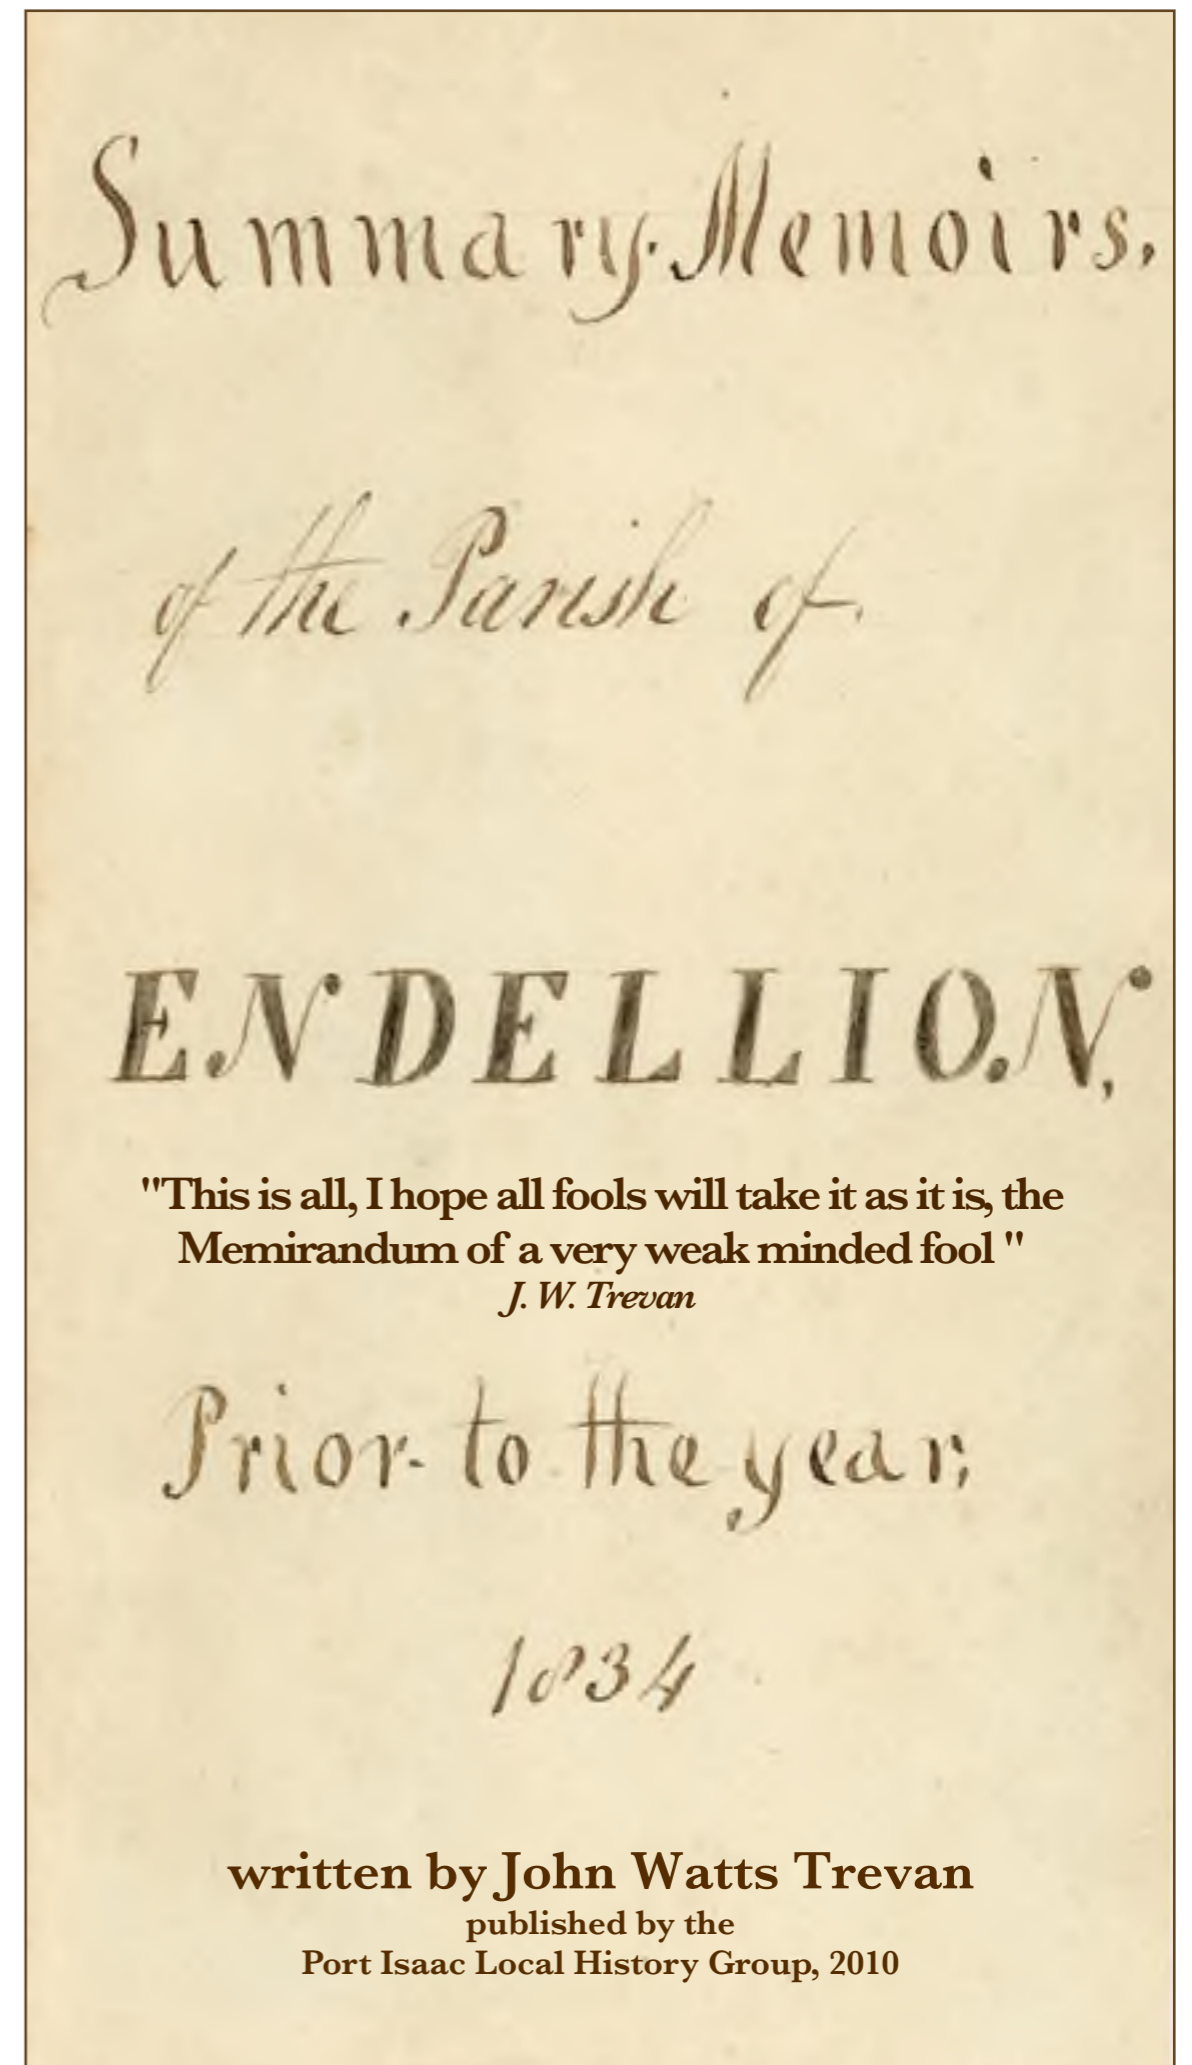 Summary. Memoirs.
of the Parish of.
ENDELLION,
"This is all, I hope all fools will take it as it is, the
Memirandum of a very weak minded fool "
J. W. Trevan
Prior- to the year;
1834
written by John Watts Trevan
published by the
Port Isaac Local History Group, 2010